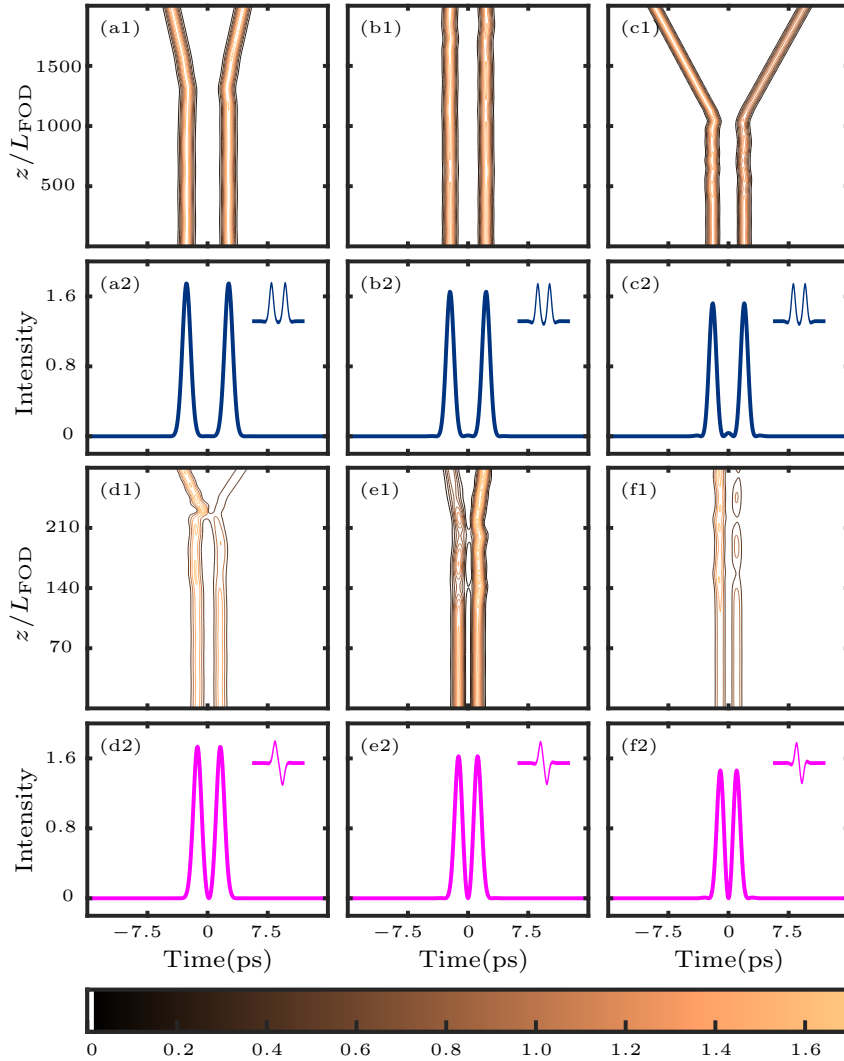 (a1) (b1) (c1)
1500
1000
500
z/L_FOD
(a2) (b2) (c2)
1.6
0.8
0
Intensity
(d1) (e1) (f1)
210
140
70
z/L_FOD
(d2) (e2) (f2)
1.6
0.8
0
Intensity
−7.5 0 7.5 −7.5 0 7.5 −7.5 0 7.5
Time(ps) Time(ps) Time(ps)
0 0.2 0.4 0.6 0.8 1.0 1.2 1.4 1.6